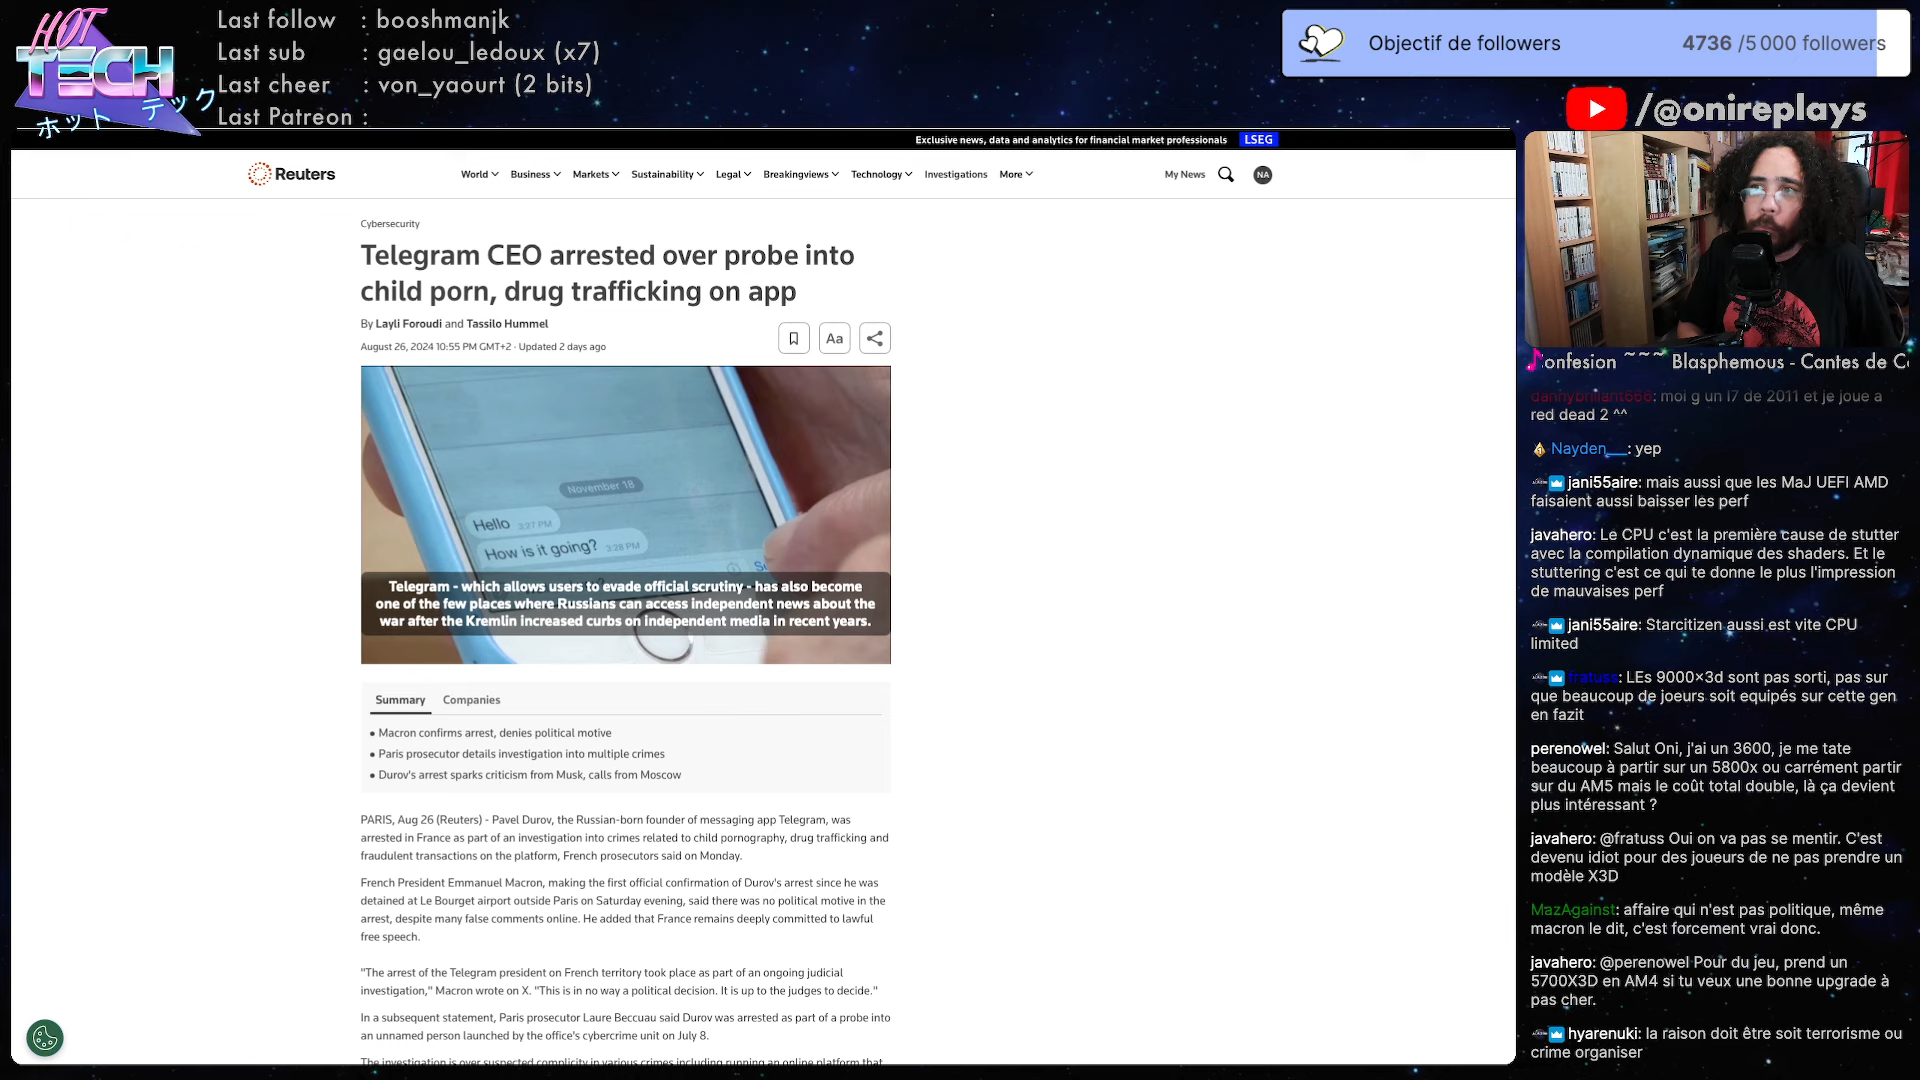 HOT
TECH
ホット テック
Last follow : booshmanjk
Last sub : gaelou_ledoux (x7)
Last cheer : von_yaourt (2 bits)
Last Patreon :
Objectif de followers 4736 /5 000 followers
/@onireplays
Exclusive news, data and analytics for financial market professionals LSEG
Reuters
World Business Markets Sustainability Legal Breakingviews Technology Investigations More
My News NA
Cybersecurity
Telegram CEO arrested over probe into
child porn, drug trafficking on app
By Layli Foroudi and Tassilo Hummel
August 26, 2024 10:55 PM GMT+2 · Updated 2 days ago
Aa
November 18
Hello 3:27 PM
How is it going? 3:28 PM
Telegram - which allows users to evade official scrutiny - has also become
one of the few places where Russians can access independent news about the
war after the Kremlin increased curbs on independent media in recent years.
Summary Companies
• Macron confirms arrest, denies political motive
• Paris prosecutor details investigation into multiple crimes
• Durov's arrest sparks criticism from Musk, calls from Moscow
PARIS, Aug 26 (Reuters) - Pavel Durov, the Russian-born founder of messaging app Telegram, was
arrested in France as part of an investigation into crimes related to child pornography, drug trafficking and
fraudulent transactions on the platform, French prosecutors said on Monday.
French President Emmanuel Macron, making the first official confirmation of Durov's arrest since he was
detained at Le Bourget airport outside Paris on Saturday evening, said there was no political motive in the
arrest, despite many false comments online. He added that France remains deeply committed to lawful
free speech.
"The arrest of the Telegram president on French territory took place as part of an ongoing judicial
investigation," Macron wrote on X. "This is in no way a political decision. It is up to the judges to decide."
In a subsequent statement, Paris prosecutor Laure Beccuau said Durov was arrested as part of a probe into
an unnamed person launched by the office's cybercrime unit on July 8.
The investigation is over suspected complicity in various crimes including running an online platform that
onfesion ~~~ Blasphemous - Cantes de C
dannybrillant666: moi g un i7 de 2011 et je joue a
red dead 2 ^^
Nayden__: yep
jani55aire: mais aussi que les MaJ UEFI AMD
faisaient aussi baisser les perf
javahero: Le CPU c'est la première cause de stutter
avec la compilation dynamique des shaders. Et le
stuttering c'est ce qui te donne le plus l'impression
de mauvaises perf
jani55aire: Starcitizen aussi est vite CPU
limited
fratuss: LEs 9000x3d sont pas sorti, pas sur
que beaucoup de joeurs soit equipés sur cette gen
en fazit
perenowel: Salut Oni, j'ai un 3600, je me tate
beaucoup à partir sur un 5800x ou carrément partir
sur du AM5 mais le coût total double, là ça devient
plus intéressant ?
javahero: @fratuss Oui on va pas se mentir. C'est
devenu idiot pour des joueurs de ne pas prendre un
modèle X3D
MazAgainst: affaire qui n'est pas politique, même
macron le dit, c'est forcement vrai donc.
javahero: @perenowel Pour du jeu, prend un
5700X3D en AM4 si tu veux une bonne upgrade à
pas cher.
hyarenuki: la raison doit être soit terrorisme ou
crime organiser